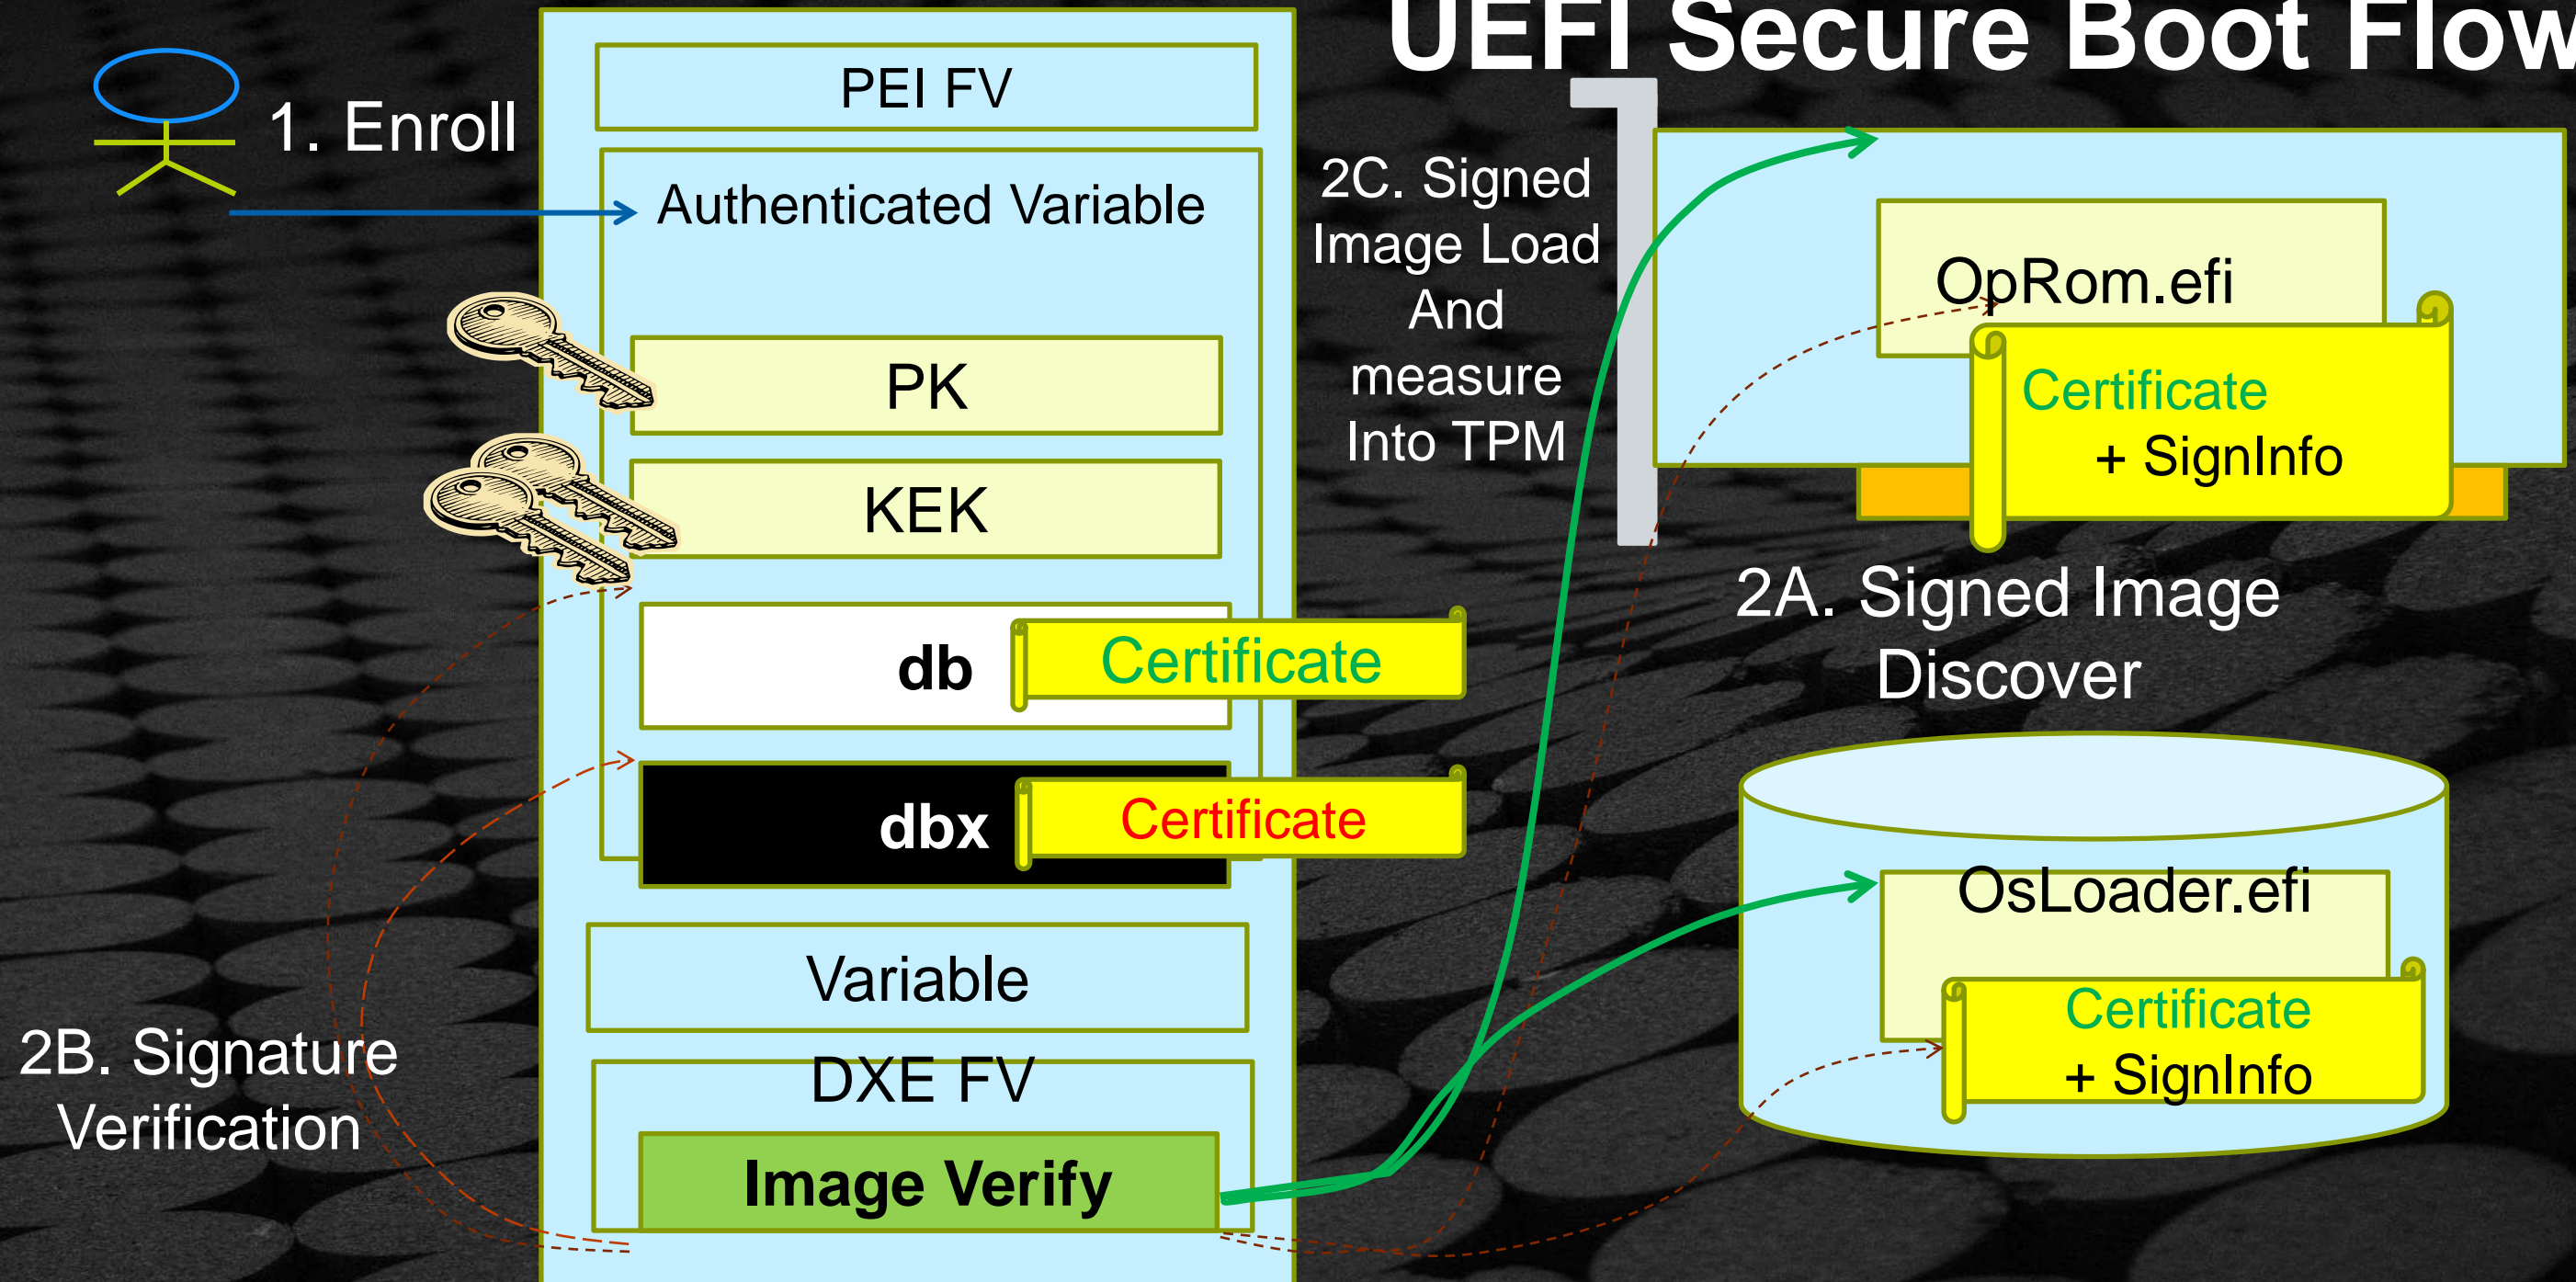 UEFI Secure Boot Flow
1. Enroll
PEI FV
Authenticated Variable
PK
KEK
db
Certificate
dbx
Certificate
Variable
DXE FV
Image Verify
2B. Signature
Verification
2C. Signed
Image Load
And
measure
Into TPM
OpRom.efi
Certificate
+ SignInfo
2A. Signed Image
Discover
OsLoader.efi
Certificate
+ SignInfo